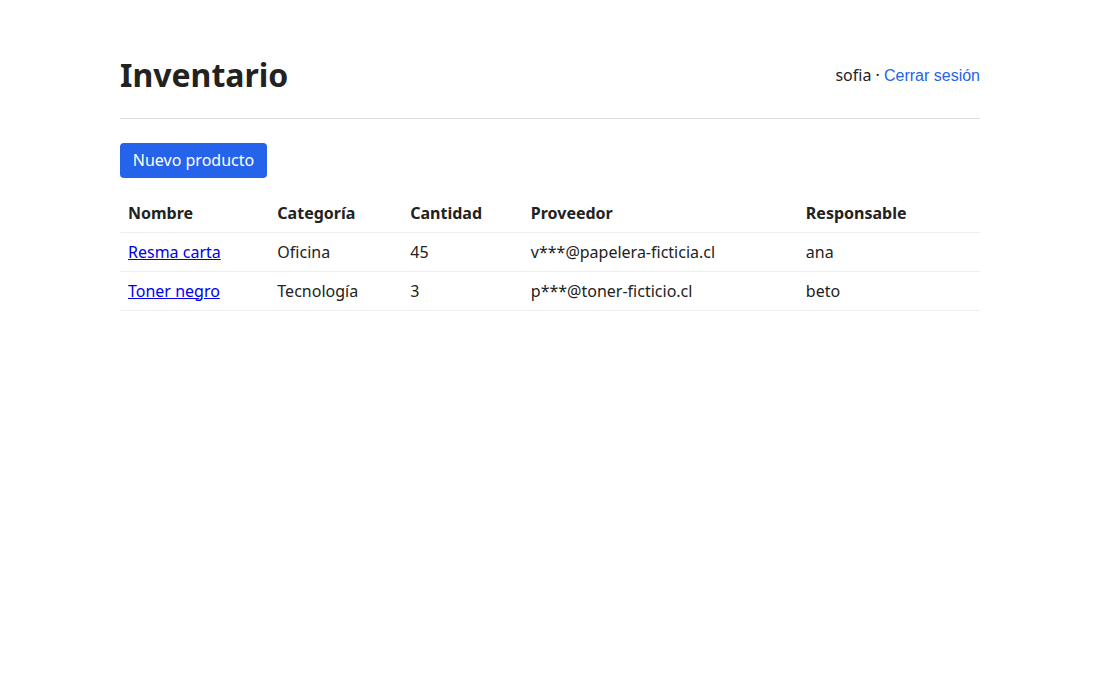 Inventario
sofia · Cerrar sesión
Nuevo producto
Nombre Categoría Cantidad Proveedor Responsable
Resma carta Oficina 45 v***@papelera-ficticia.cl ana
Toner negro Tecnología 3 p***@toner-ficticio.cl beto